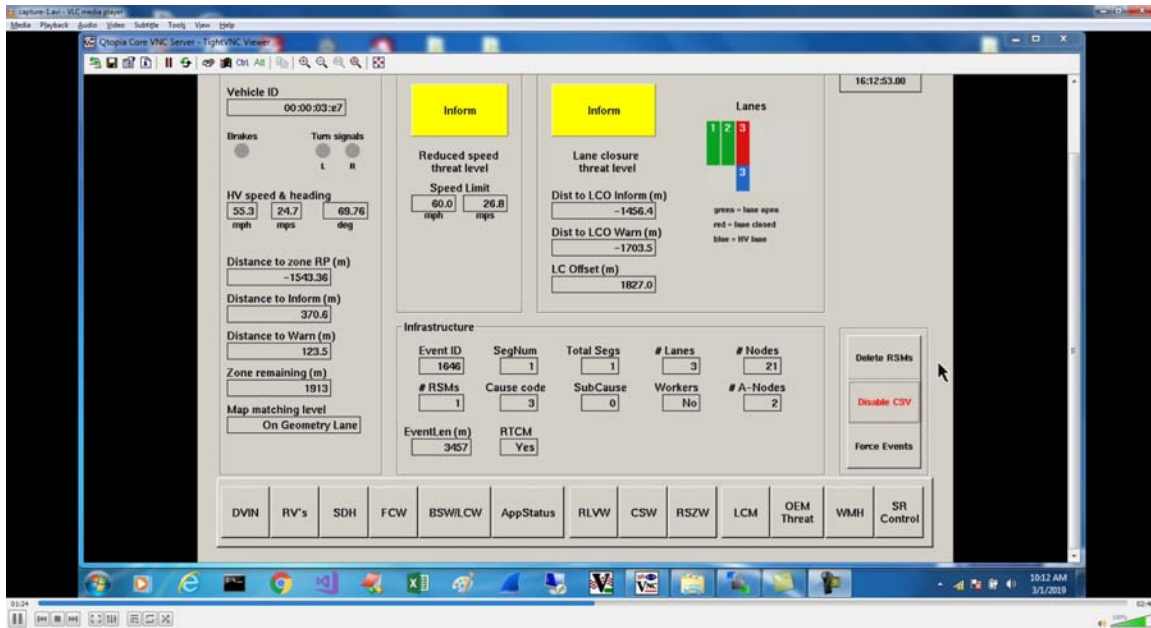 capture-1.avi - VLC media player
Media Playback Audio Video Subtitle Tools View Help
Qtopia Core VNC Server - TightVNC Viewer
Ctrl Alt
16:12:53.00
Vehicle ID
00:00:03:e7
Brakes Turn signals
L R
HV speed & heading
55.3 24.7 69.76
mph mps deg
Distance to zone RP (m)
-1543.36
Distance to Inform (m)
370.6
Distance to Warn (m)
123.5
Zone remaining (m)
1913
Map matching level
On Geometry Lane
Inform
Reduced speed
threat level
Speed Limit
60.0 26.8
mph mps
Inform
Lane closure
threat level
Dist to LCO Inform (m)
-1456.4
Dist to LCO Warn (m)
-1703.5
LC Offset (m)
1827.0
Lanes
1 2 3
3
green = lane open
red = lane closed
blue = HV lane
Infrastructure
Event ID SegNum Total Segs # Lanes # Nodes
1646 1 1 3 21
# RSMs Cause code SubCause Workers # A-Nodes
1 3 0 No 2
EventLen (m) RTCM
3457 Yes
Delete RSMs
Disable CSV
Force Events
DVIN RV's SDH FCW BSW/LCW AppStatus RLVW CSW RSZW LCM OEM Threat WMH SR Control
10:12 AM
3/1/2019
01:24
100%